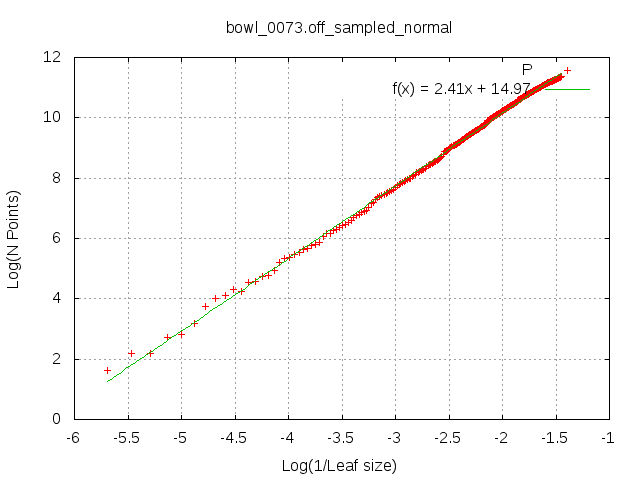 bowl_0073.off_sampled_normal
12
10
8
6
4
2
0
P
f(x) = 2.41x + 14.97
Log(N Points)
-6 -5.5 -5 -4.5 -4 -3.5 -3 -2.5 -2 -1.5 -1
Log(1/Leaf size)